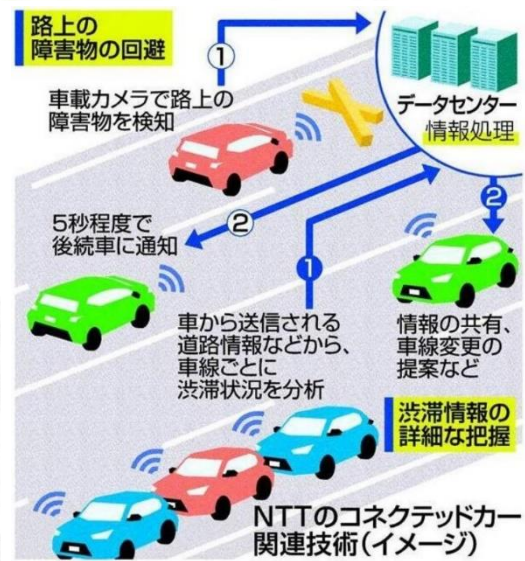 路上の
障害物の回避
①
車載カメラで路上の
障害物を検知
データセンター
情報処理
②
5秒程度で
後続車に通知
❶
❷
車から送信される
道路情報などから、
車線ごとに
渋滞状況を分析
情報の共有、
車線変更の
提案など
渋滞情報の
詳細な把握
NTTのコネクテッドカー
関連技術(イメージ)